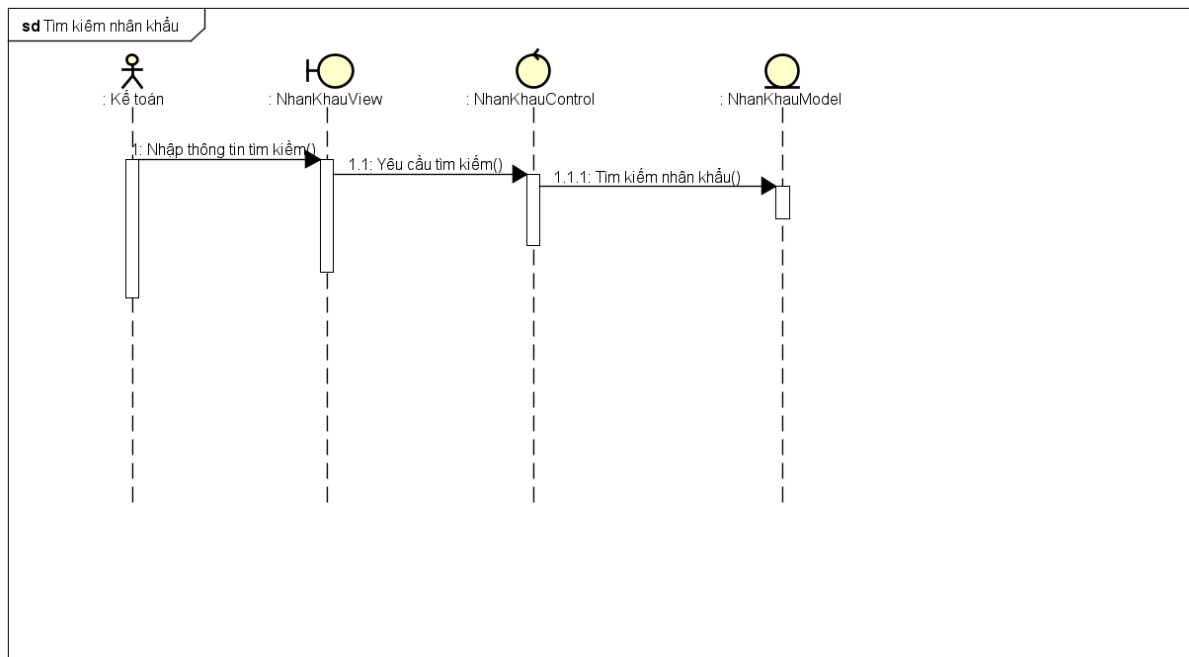 sd Tìm kiêm nhân khẩu
: Kế toán
: NhanKhauView
: NhanKhauControl
: NhanKhauModel
1: Nhập thông tin tìm kiếm()
1.1: Yêu cầu tìm kiếm()
1.1.1: Tìm kiếm nhân khẩu()